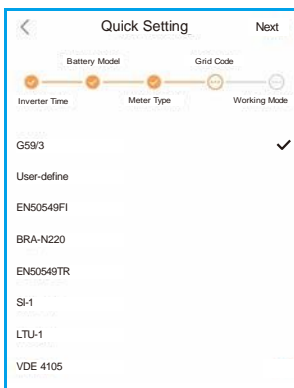 Quick Setting Next
Battery Model Grid Code
Inverter Time Meter Type Working Mode
G59/3
User-define
EN50549FI
BRA-N220
EN50549TR
SI-1
LTU-1
VDE 4105